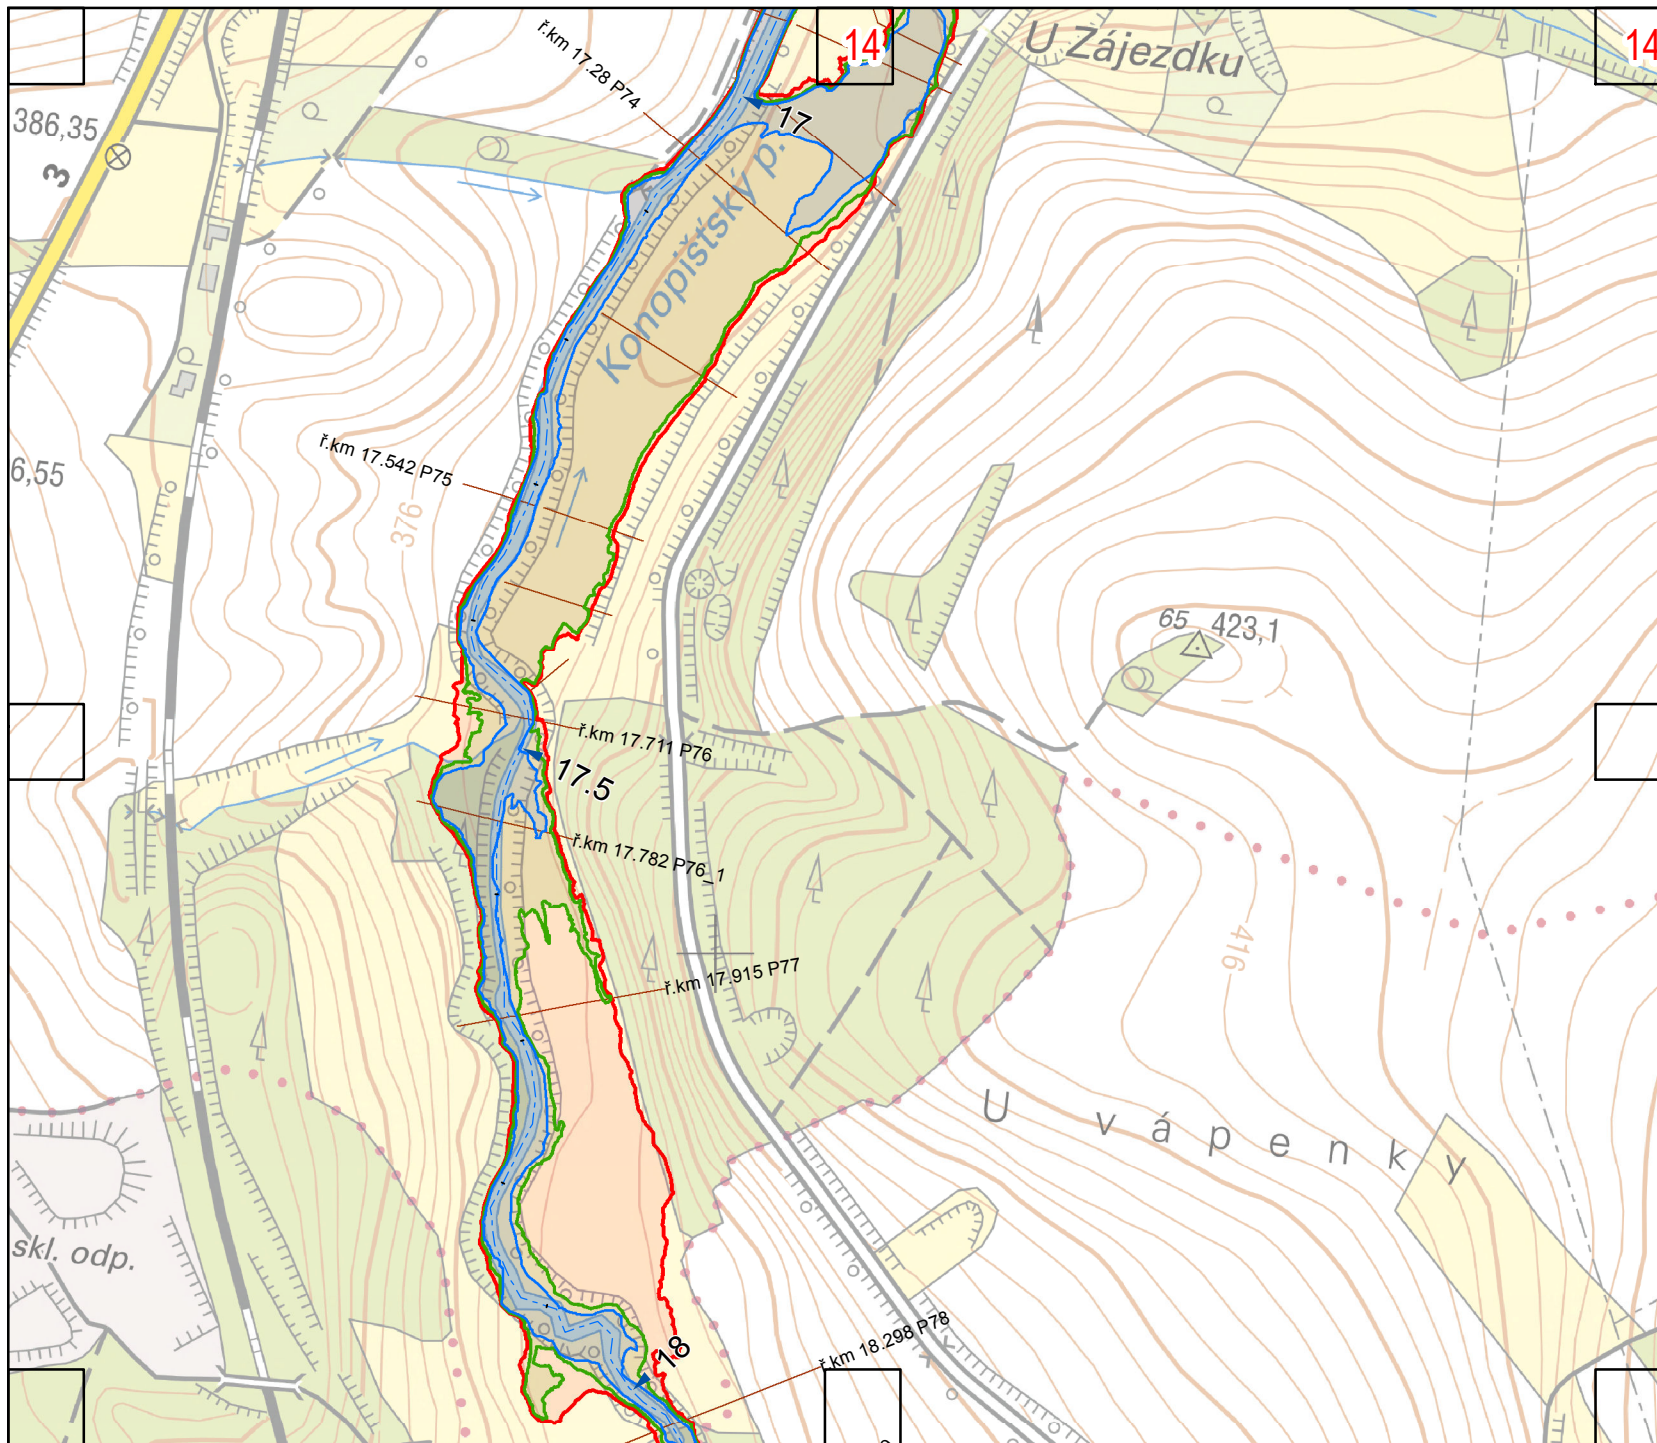 14
14
U Zájezdku
ř.km 17.28 P74
17
386,35
3
Konopišťský p.
ř.km 17.542 P75
6,55
376
65
423,1
ř.km 17.711 P76
17.5
ř.km 17.782 P76_1
416
ř.km 17.915 P77
U vápenky
skl. odp.
18
ř.km 18.298 P78